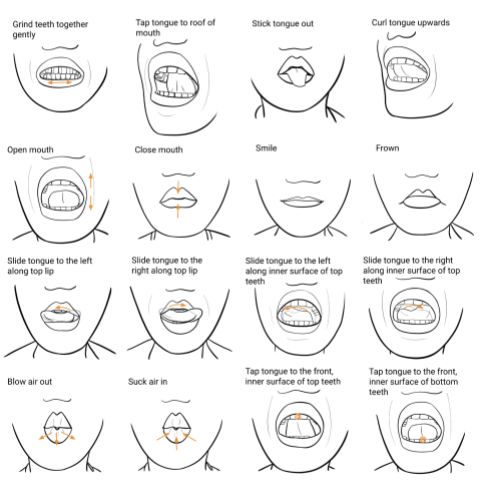 Grind teeth together
gently
Tap tongue to roof of
mouth
Stick tongue out
Curl tongue upwards
Open mouth
Close mouth
Smile
Frown
Slide tongue to the left
along top lip
Slide tongue to the
right along top lip
Slide tongue to the left
along inner surface of top
teeth
Slide tongue to the right
along inner surface of top
teeth
Blow air out
Suck air in
Tap tongue to the front,
inner surface of top teeth
Tap tongue to the front,
inner surface of bottom
teeth